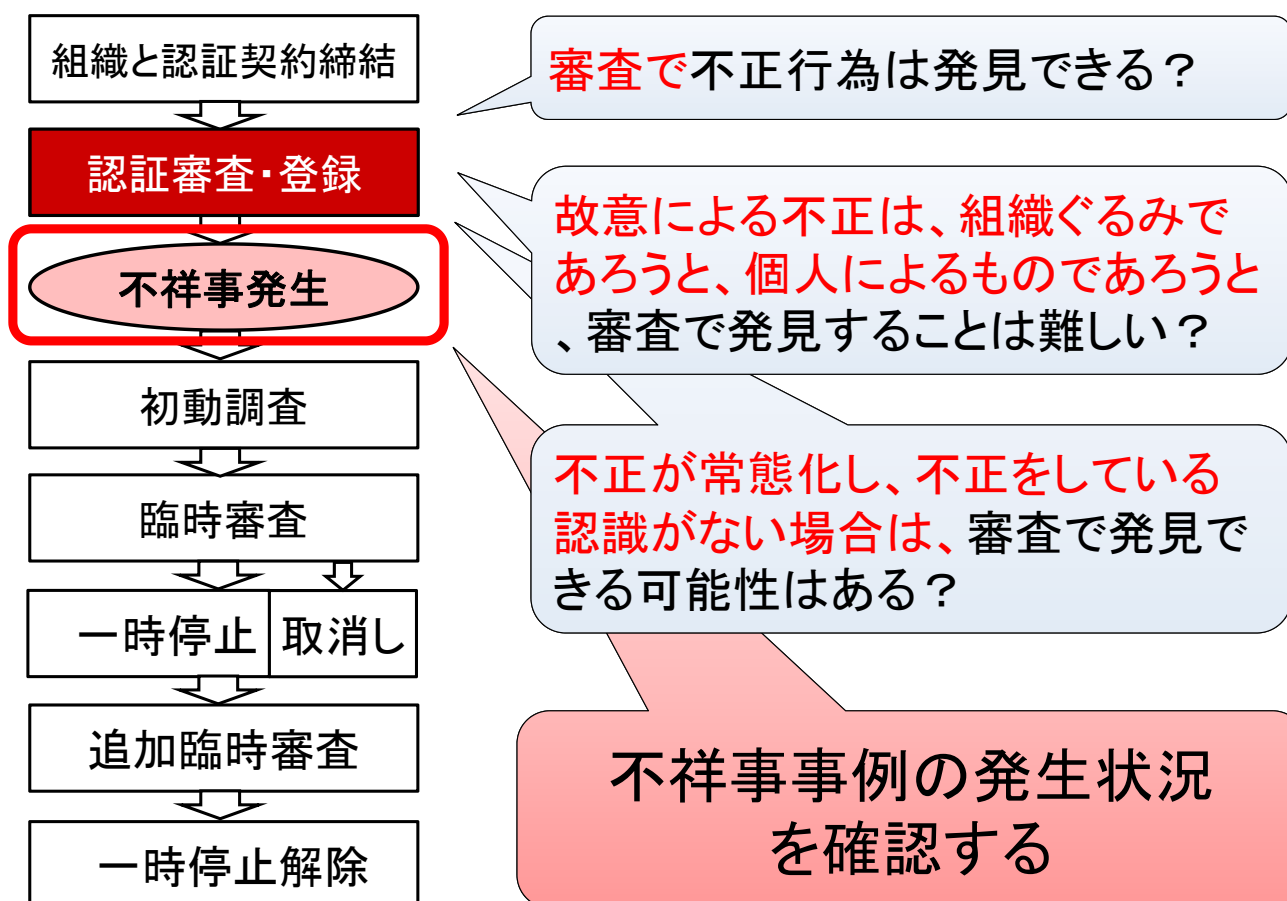 組織と認証契約締結
認証審査・登録
不祥事発生
初動調査
臨時審査
一時停止
取消し
追加臨時審査
一時停止解除
審査で不正行為は発見できる？
故意による不正は、組織ぐるみで
あろうと、個人によるものであろうと
、審査で発見することは難しい？
不正が常態化し、不正をしている
認識がない場合は、審査で発見で
きる可能性はある？
不祥事事例の発生状況
を確認する